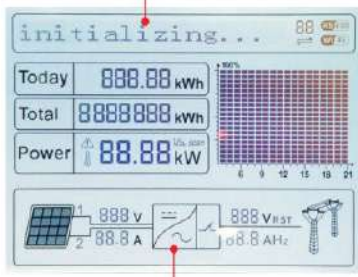 initializing...
88
Today 888.88 kWh
Total 8888888 kWh
Power 88.88 kW
100%
6 9 12 15 18 21
1 888 V 888 V RST
2 88.8 A 88.8 AHz